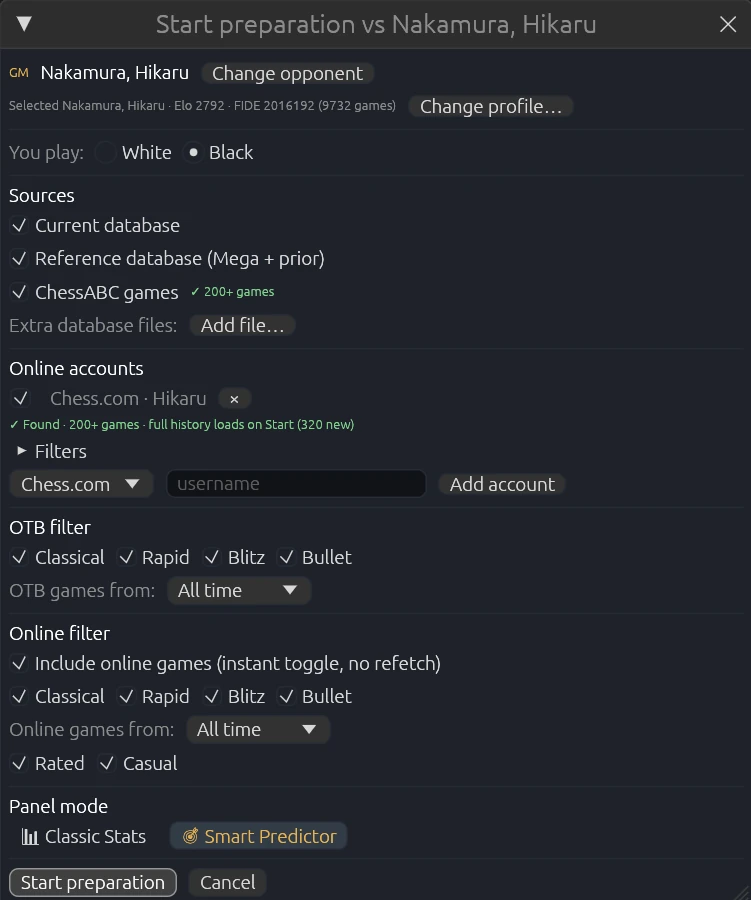 ▼ Start preparation vs Nakamura, Hikaru ×
GM Nakamura, Hikaru Change opponent
Selected Nakamura, Hikaru · Elo 2792 · FIDE 2016192 (9732 games) Change profile...
You play: White Black
Sources
✓ Current database
✓ Reference database (Mega + prior)
✓ ChessABC games ✓ 200+ games
Extra database files: Add file...
Online accounts
✓ Chess.com · Hikaru ×
✓ Found · 200+ games · full history loads on Start (320 new)
▶ Filters
Chess.com ▼ username Add account
OTB filter
✓ Classical ✓ Rapid ✓ Blitz ✓ Bullet
OTB games from: All time ▼
Online filter
✓ Include online games (instant toggle, no refetch)
✓ Classical ✓ Rapid ✓ Blitz ✓ Bullet
Online games from: All time ▼
✓ Rated ✓ Casual
Panel mode
Classic Stats Smart Predictor
Start preparation Cancel